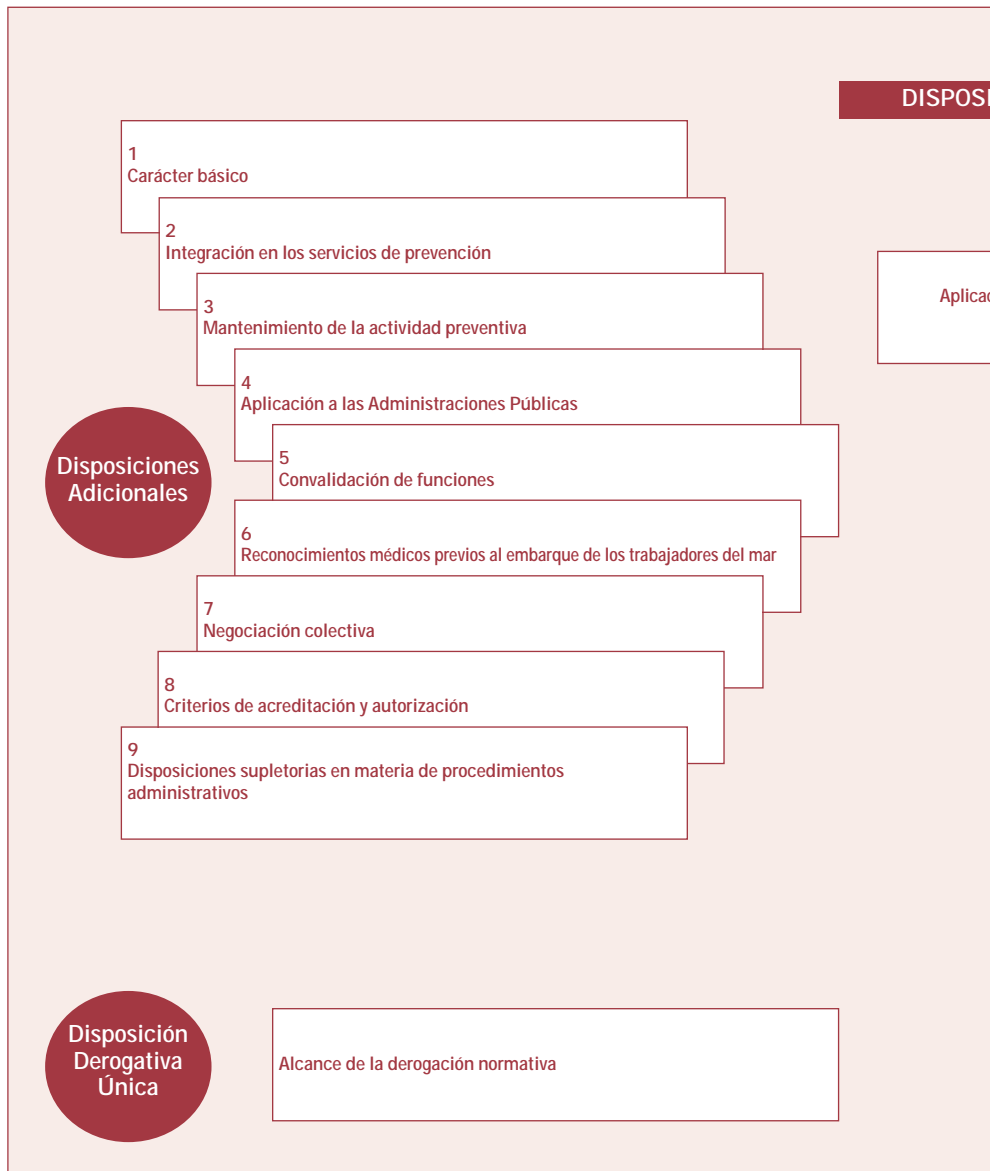 1
Carácter básico
2
Integración en los servicios de prevención
3
Mantenimiento de la actividad preventiva
4
Aplicación a las Administraciones Públicas
5
Convalidación de funciones
6
Reconocimientos médicos previos al embarque de los trabajadores del mar
7
Negociación colectiva
8
Criterios de acreditación y autorización
9
Disposiciones supletorias en materia de procedimientos
administrativos
Disposiciones
Adicionales
Disposición
Derogativa
Única
Alcance de la derogación normativa